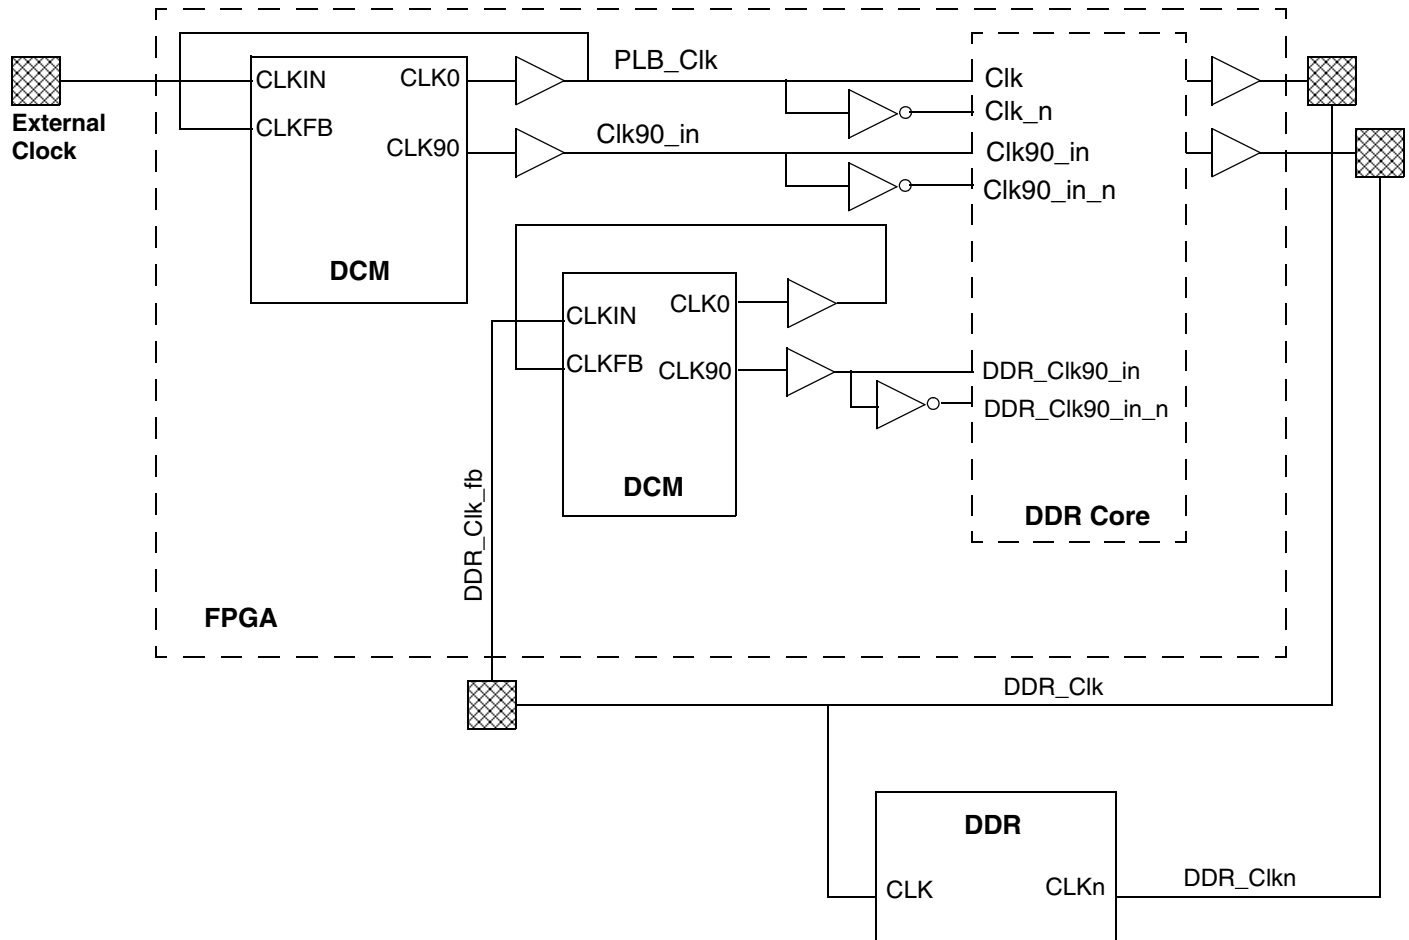 PLB_Clk
CLKIN
CLK0
Clk
External
Clock
CLKFB
Clk_n
Clk90_in
CLK90
Clk90_in
Clk90_in_n
DCM
CLKIN
CLK0
CLKFB
CLK90
DDR_Clk90_in
DDR_Clk90_in_n
DCM
DDR_Clk_fb
DDR Core
FPGA
DDR_Clk
DDR
CLK
CLKn
DDR_Clkn